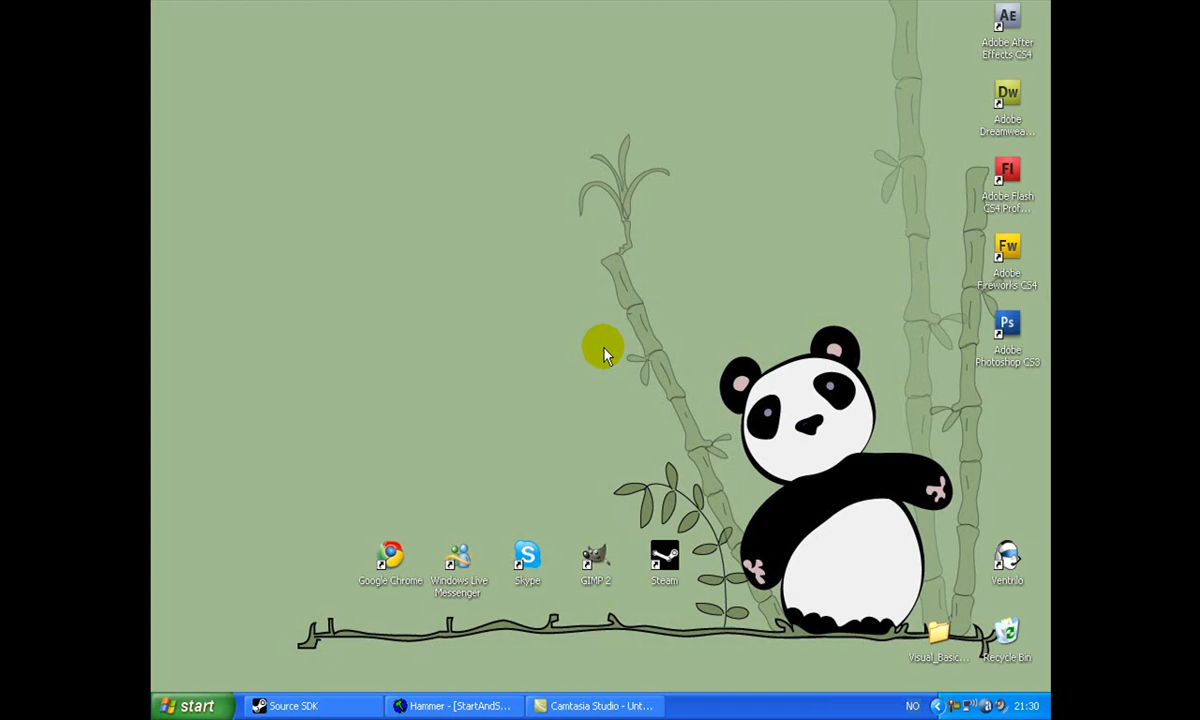 AE
Adobe After
Effects CS4
Dw
Adobe
Dreamwea...
Fl
Adobe Flash
CS4 Prof...
Fw
Adobe
Fireworks CS4
Ps
Adobe
Photoshop CS3
Google Chrome
Windows Live
Messenger
S
Skype
GIMP 2
Steam
Ventrilo
Visual_Basic...
Recycle Bin
start
Source SDK
Hammer - [StartAndS...
Camtasia Studio - Unt...
NO
21:30